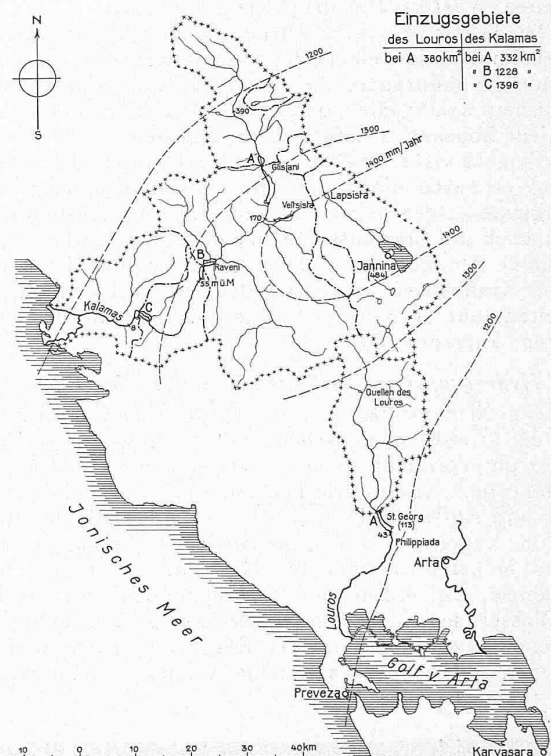 Einzugsgebiete
des Louros des Kalamas
bei A 380 km² bei A 332 km²
" B 1228 "
" C 1396 "
N
S
1200
390
1300
A
Glisjani
1400 mm/Jahr
Veltsista
Lapsista
170
1400
B
Jannina
(484)
Raveni
55 m ü.M
1300
Kalamas
C
8
1200
Quellen des
Louros
A
St. Georg
(113)
43
Philippiada
Arta
Jonisches Meer
Louros
Golf v. Arta
Preveza
10 0 10 20 30 40 km
Karvasara